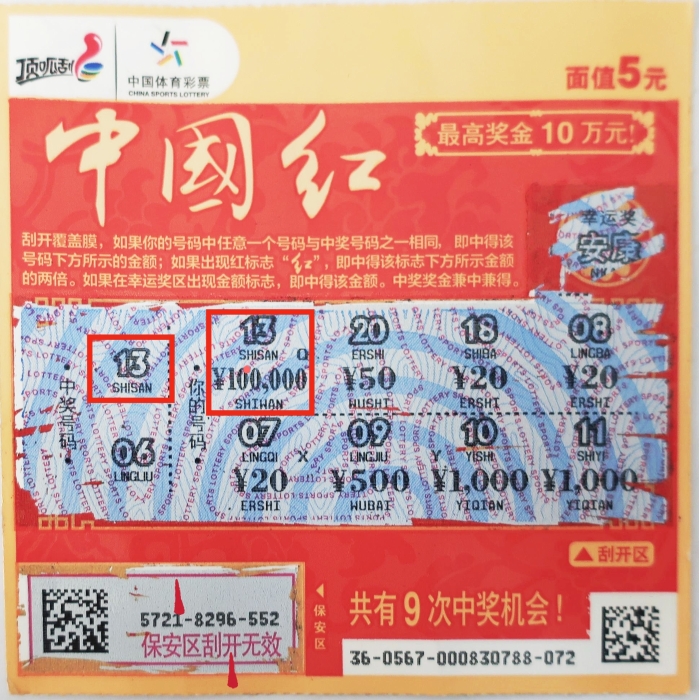 顶呱刮
中国体育彩票
CHINA SPORTS LOTTERY
面值5元
中國红
最高奖金 10 万元!
刮开覆盖膜，如果你的号码中任意一个号码与中奖号码之一相同，即中得该
号码下方所示的金额；如果出现红标志“红”，即中得该标志下方所示金额
的两倍。如果在幸运奖区出现金额标志，即中得该金额。中奖奖金兼中兼得。
幸运奖
安康
中奖号码
13
SHISAN
06
LINGLIU
你的号码
13
SHISAN
¥100,000
SHIWAN
20
ERSHI
¥50
WUSHI
18
SHIBA
¥20
ERSHI
08
LINGBA
¥20
ERSHI
07
LINGQI
¥20
ERSHI
09
LINGJIU
¥500
WUBAI
10
YISHI
¥1,000
YIQIAN
11
SHIYI
¥1,000
YIQIAN
Q
X
Y
刮开区
5721-8296-552
保安区刮开无效
保安区
共有9次中奖机会！
36-0567-000830788-072